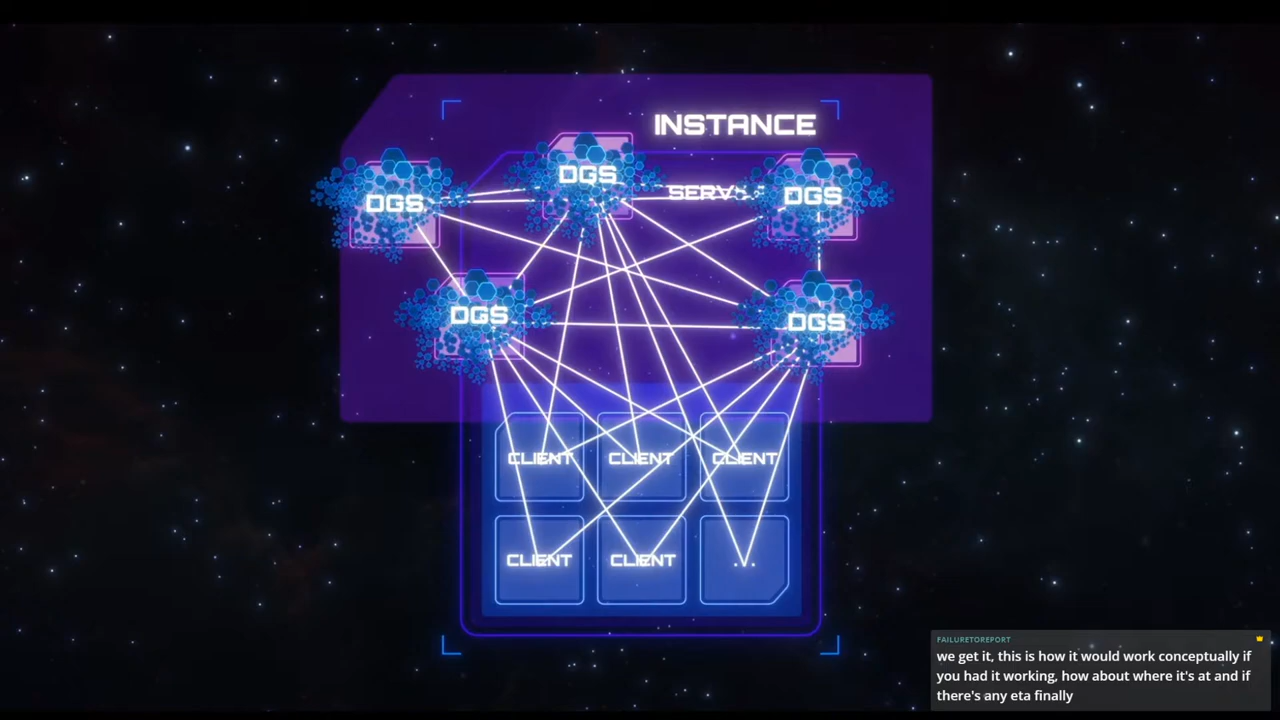 INSTANCE
DGS
SERV
DGS
DGS
DGS
DGS
CLIENT
CLIENT
CLIENT
CLIENT
CLIENT
...
FAILURETOREPORT
we get it, this is how it would work conceptually if
you had it working, how about where it's at and if
there's any eta finally